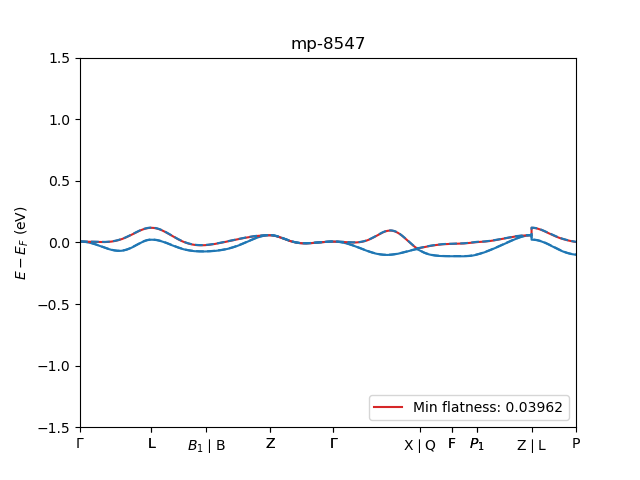 mp-8547
1.5
1.0
0.5
0.0
−0.5
−1.0
−1.5
E − E_F (eV)
Min flatness: 0.03962
Γ L B₁ | B Z Γ X | Q F P₁ Z | L P